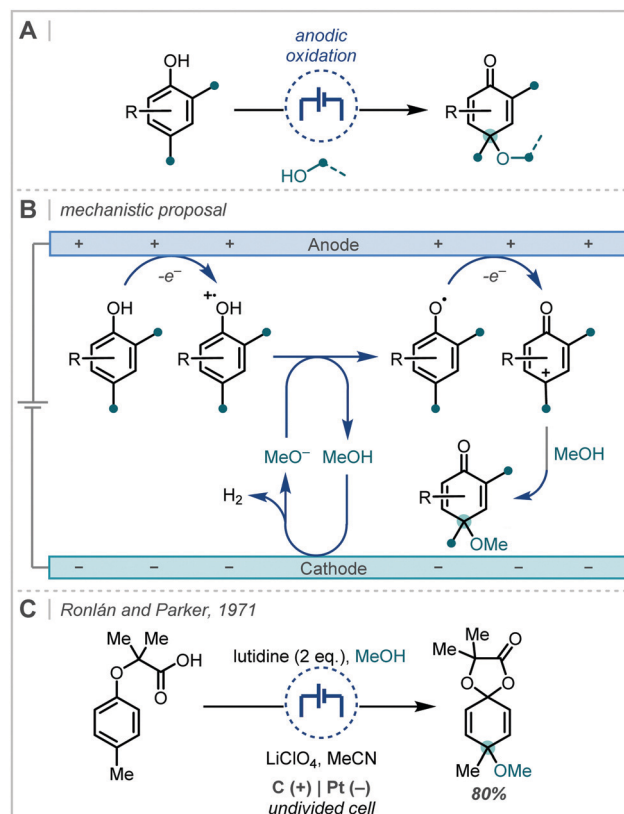 A
anodic
oxidation
OH
R
HO
O
R
O
B mechanistic proposal
+ + + Anode + + +
-e⁻
-e⁻
OH
R
+•
OH
R
O•
R
O
R
+
MeO⁻ MeOH
MeOH
H₂
O
R
OMe
− − − Cathode − − −
C Ronlán and Parker, 1971
Me Me
OH
O
O
Me
lutidine (2 eq.), MeOH
LiClO₄, MeCN
C (+) | Pt (−)
undivided cell
Me
Me
O
O
O
Me OMe
80%